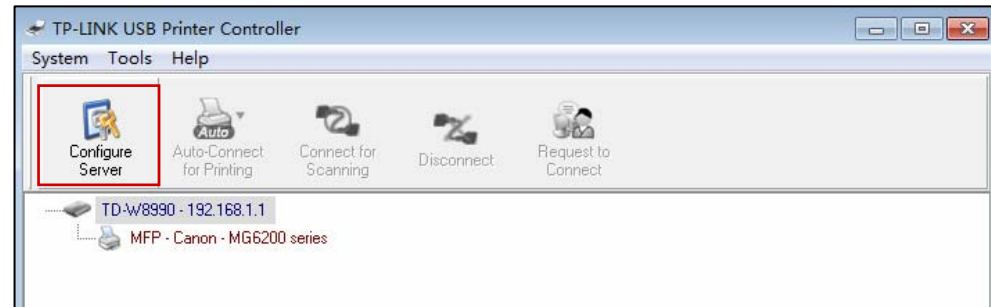 TP-LINK USB Printer Controller
System Tools Help
Auto
Configure Server
Auto-Connect for Printing
Connect for Scanning
Disconnect
Request to Connect
TD-W8990 - 192.168.1.1
MFP - Canon - MG6200 series